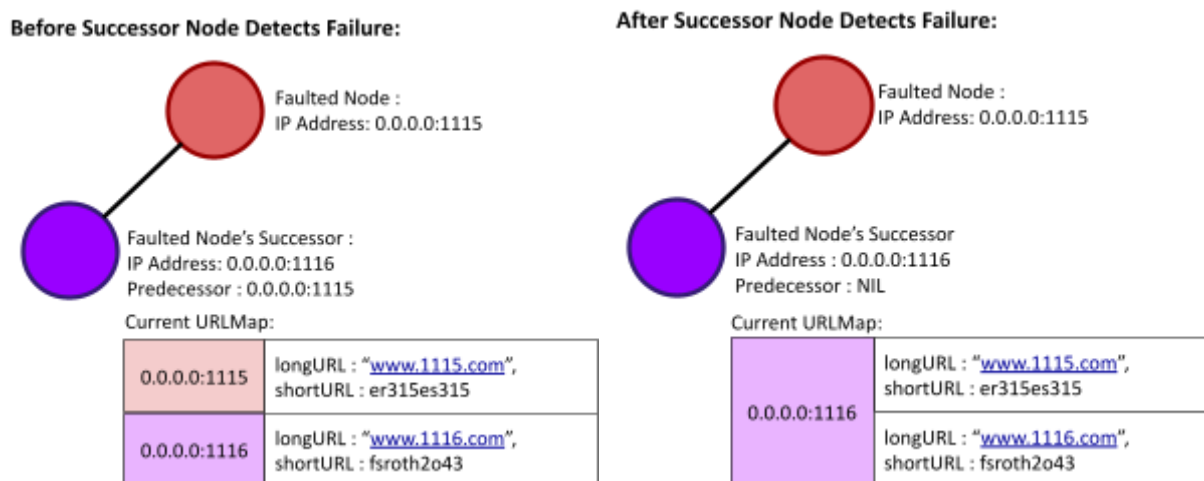 Before Successor Node Detects Failure:
Faulted Node :
IP Address: 0.0.0.0:1115
Faulted Node's Successor :
IP Address: 0.0.0.0:1116
Predecessor : 0.0.0.0:1115
Current URLMap:
0.0.0.0:1115
longURL : “www.1115.com”,
shortURL : er315es315
0.0.0.0:1116
longURL : “www.1116.com”,
shortURL : fsroth2o43
After Successor Node Detects Failure:
Faulted Node :
IP Address: 0.0.0.0:1115
Faulted Node's Successor
IP Address : 0.0.0.0:1116
Predecessor : NIL
Current URLMap:
0.0.0.0:1116
longURL : “www.1115.com”,
shortURL : er315es315
longURL : “www.1116.com”,
shortURL : fsroth2o43